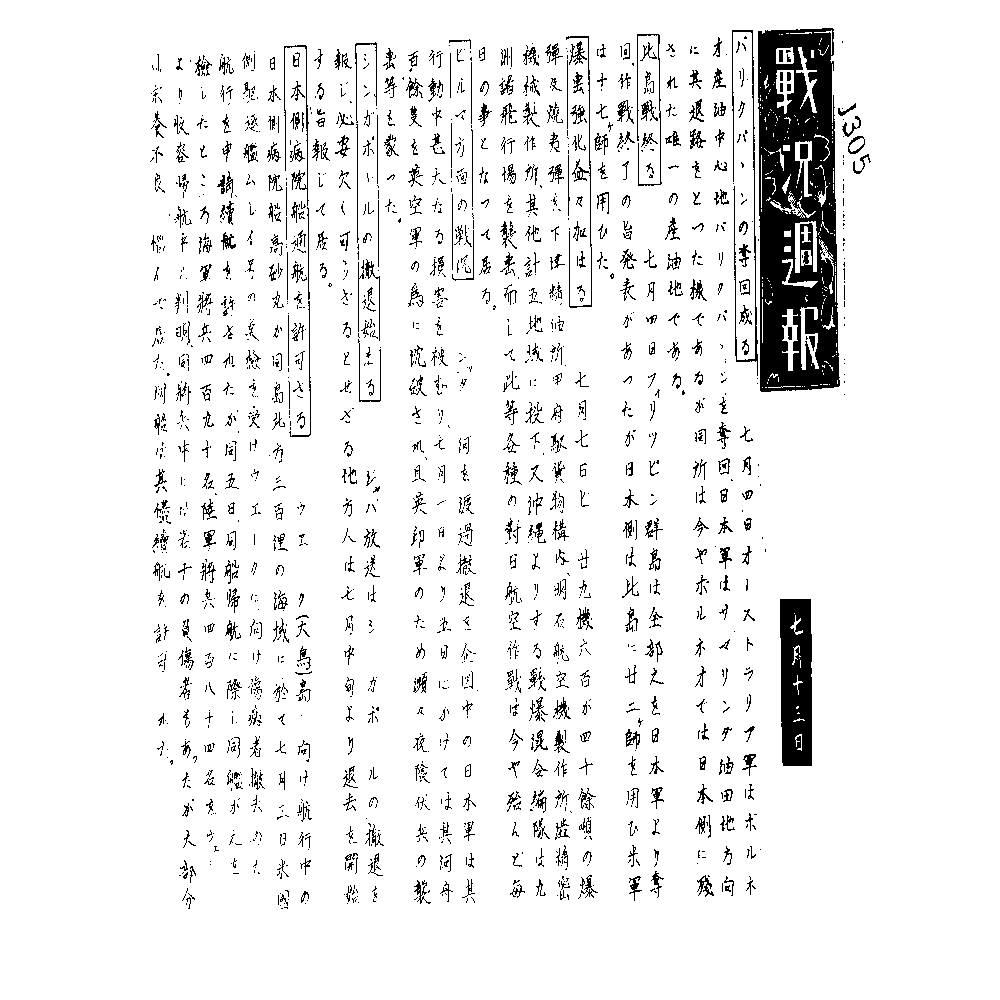 J305
戰況週報
七月十三日
バリクパパーンの奪回成る
七月四日オーストラリア軍はボルネ
オ産油中心地バリクパパーンを奪回、日本軍はサマリンダ油田地方向
に其退路をとつた機であるが同所は今やボルネオでは日本側に殘
された唯一の産油地である。
比島戰終る
七月四日フィリッピン群島は全部之を日本軍より奪
回作戰終了の旨発表があつたが日本側は比島に廿二ケ師を用ひ米軍
は十七ケ師を用ひた。
爆撃強化益々加はる
七月七日 廿九機六百が四十餘噸の爆
彈及燒夷彈を下津精油所、甲府駅貨物構内、明石航空機製作所、滋精密
機械製作所、其他計五地域に投下、又沖縄よりする戰爆混合編隊は九
洲諸飛行場を襲撃而して此等各種の對日航空作戰は今や殆んど毎
日の事となつて居る。
ビルマ方面の戰況
シッタン河を渡過撤退を企図中の日本軍は其
行動中甚大なる損害を被むり、七月一日より五日にかけては其河舟
百餘隻を英空軍の爲に沈破され、且英印軍のため瀕々夜陰伏兵の襲
撃等を蒙つた。
シンガポールの撤退始まる
ジャバ放送はシンガポールの撤退を
報じ、必要欠く可らざるとせざる他方人は七月中旬より退去を開始
する旨報じて居る。
日本側病院船通航を許可さる
ウエーク(大鳥)島へ向け航行中の
日本側病院船高砂丸が同島北方三百浬の海域に於て七月三日米國
側駆逐艦ムレイ号の臨検を受けウエークに向け傷病者撤去のた
航行を申請、續航を許されたが同五日同船帰航に際し同艦が之を
檢したところ海軍將兵四百九十名、陸軍將兵四百八十四名をウエー
より收容帰航中と判明、同將兵中には若干の負傷者もあつたが大部分
は栄養不良 悩んで居た。同船は其儘續航を許可 れた。